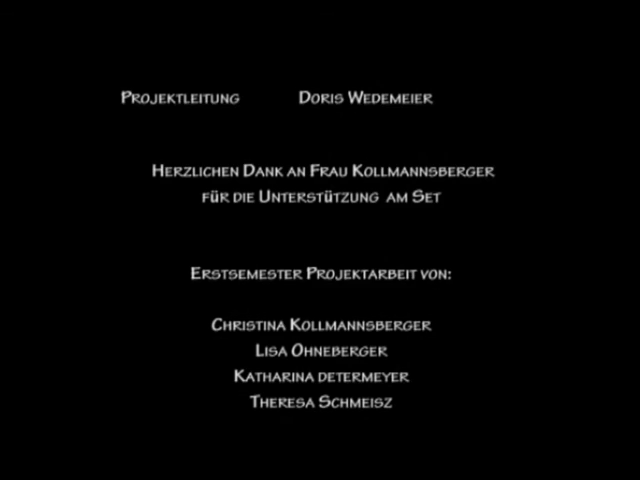 Projektleitung Doris Wedemeier
Herzlichen Dank an Frau Kollmannsberger
für die Unterstützung am Set
Erstsemester Projektarbeit von:
Christina Kollmannsberger
Lisa Ohneberger
Katharina determeyer
Theresa Schmeisz